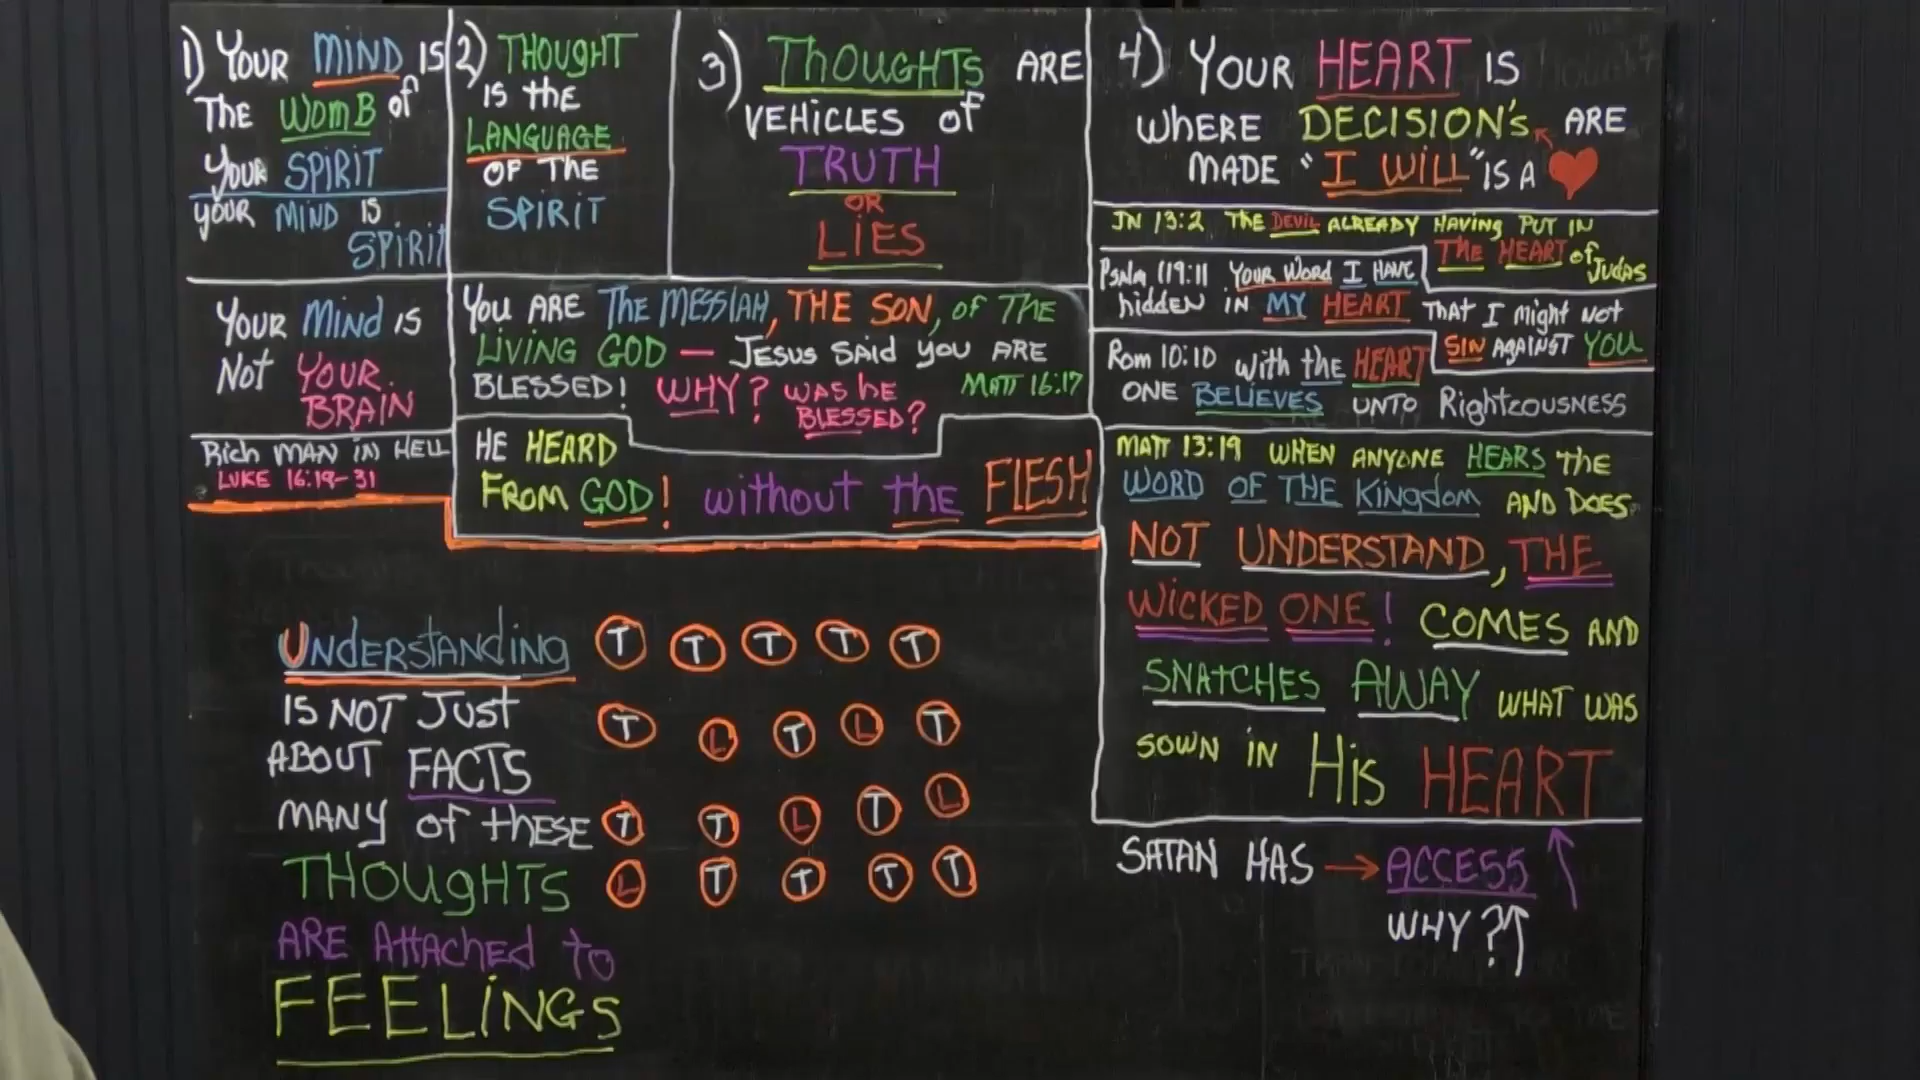 1) YOUR MIND IS
THE WOMB of
YOUR SPIRIT
YOUR MIND IS
SPIRIT
YOUR MIND IS
NOT YOUR
BRAIN
Rich MAN IN HELL
LUKE 16:19-31
2) THOUGHT
IS THE
LANGUAGE
OF THE
SPIRIT
3) THOUGHTS ARE
VEHICLES of
TRUTH
OR
LIES
YOU ARE THE MESSIAH, THE SON, of THE
LIVING GOD — JESUS SAID YOU ARE
BLESSED! WHY? WAS HE
BLESSED?
MATT 16:17
HE HEARD
FROM GOD! without the FLESH
4) YOUR HEART IS
WHERE DECISION'S ARE
MADE "I WILL" IS A
JN 13:2 THE DEVIL ALREADY HAVING PUT IN
THE HEART of JUDAS
Psalm 119:11 YOUR WORD I HAVE
hidden IN MY HEART THAT I Might NOT
SIN AGAINST YOU
Rom 10:10 with the HEART
ONE BELIEVES UNTO RighteousNESS
MATT 13:19 WHEN ANYONE HEARS THE
WORD OF THE Kingdom AND DOES
NOT UNDERSTAND, THE
WICKED ONE! COMES AND
SNATCHES AWAY WHAT WAS
SOWN IN HIS HEART
SATAN HAS → ACCESS
WHY?
UNDERSTANDING
IS NOT JUST
ABOUT FACTS
MANY of these
THOUGHTS
ARE AttAChed to
FEELINGS
T T T T T
T L T L T
T T L T L
L T T T T